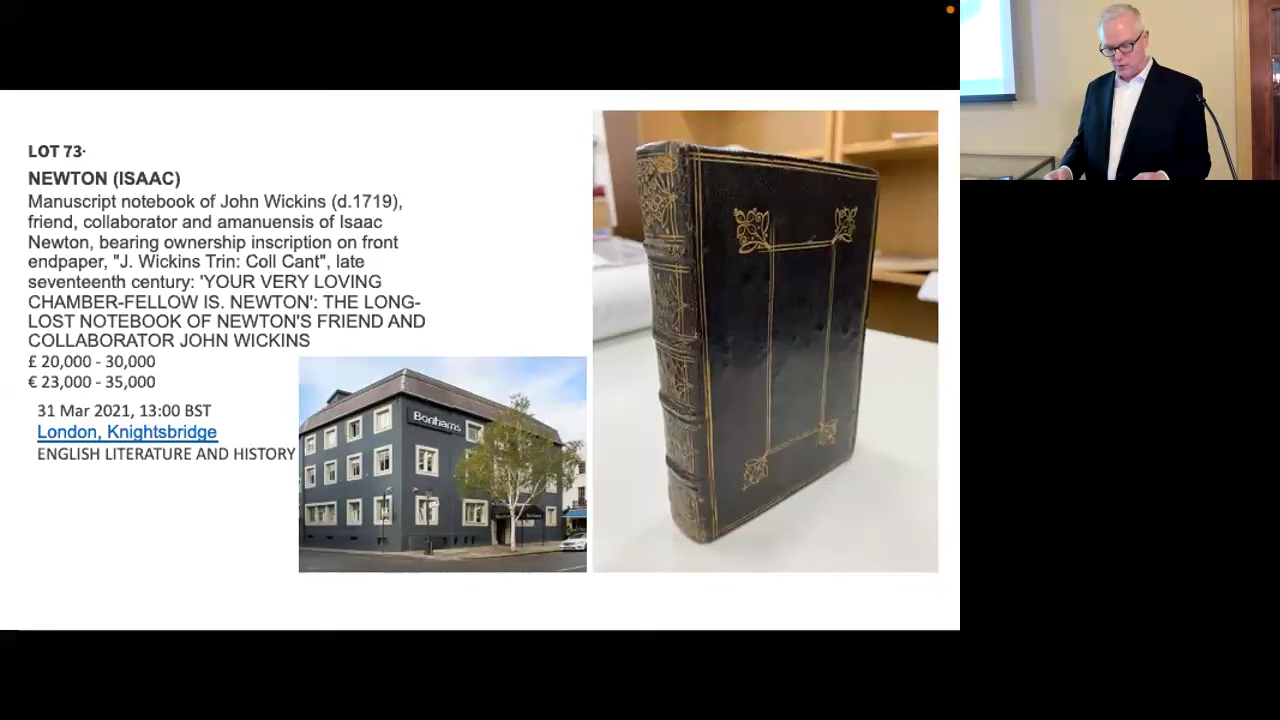 LOT 73·
NEWTON (ISAAC)
Manuscript notebook of John Wickins (d.1719),
friend, collaborator and amanuensis of Isaac
Newton, bearing ownership inscription on front
endpaper, "J. Wickins Trin: Coll Cant", late
seventeenth century: 'YOUR VERY LOVING
CHAMBER-FELLOW IS. NEWTON': THE LONG-
LOST NOTEBOOK OF NEWTON'S FRIEND AND
COLLABORATOR JOHN WICKINS
£ 20,000 - 30,000
€ 23,000 - 35,000
31 Mar 2021, 13:00 BST
London, Knightsbridge
ENGLISH LITERATURE AND HISTORY
Bonhams